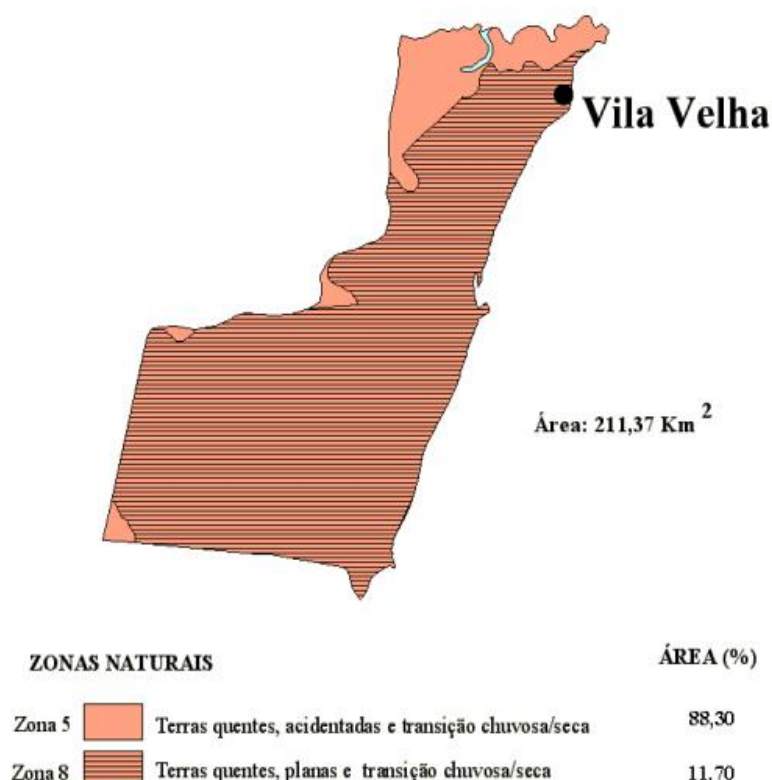 Vila Velha
Área: 211,37 Km 2
ZONAS NATURAIS ÁREA (%)
Zona 5 Terras quentes, acidentadas e transição chuvosa/seca 88,30
Zona 8 Terras quentes, planas e transição chuvosa/seca 11,70